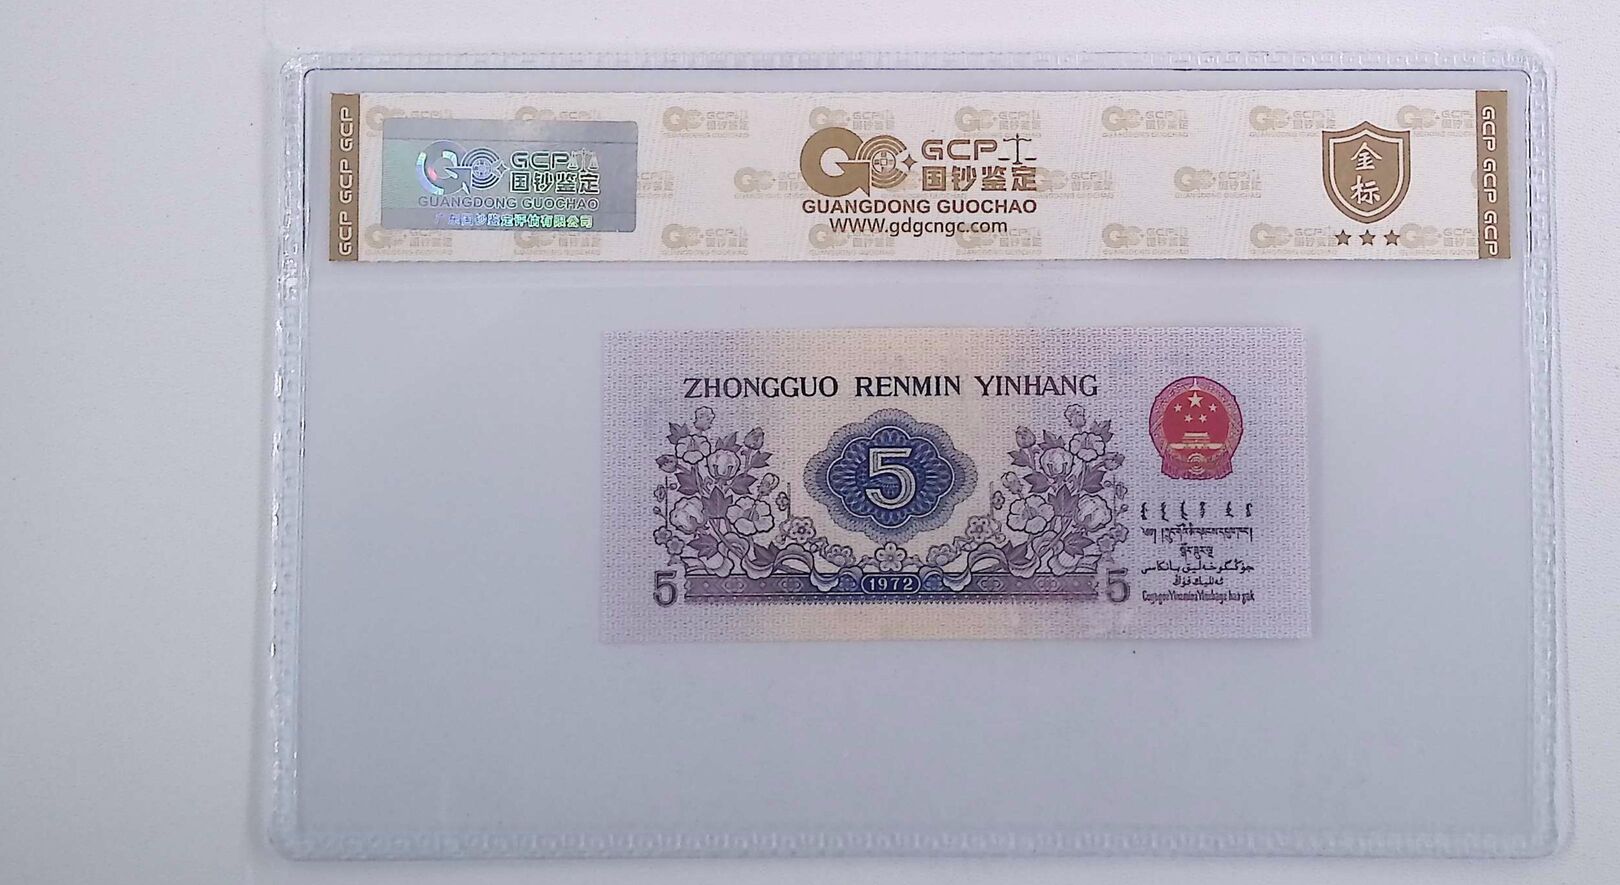 GCP GCP GCP
GCP
国钞鉴定
GUANGDONG GUOCHAO
广东国钞鉴定评估有限公司
GCP
国钞鉴定
GUANGDONG GUOCHAO
WWW.gdgcngc.com
金
标
GCP GCP GCP
ZHONGGUO RENMIN YINHANG
5
5
1972
5